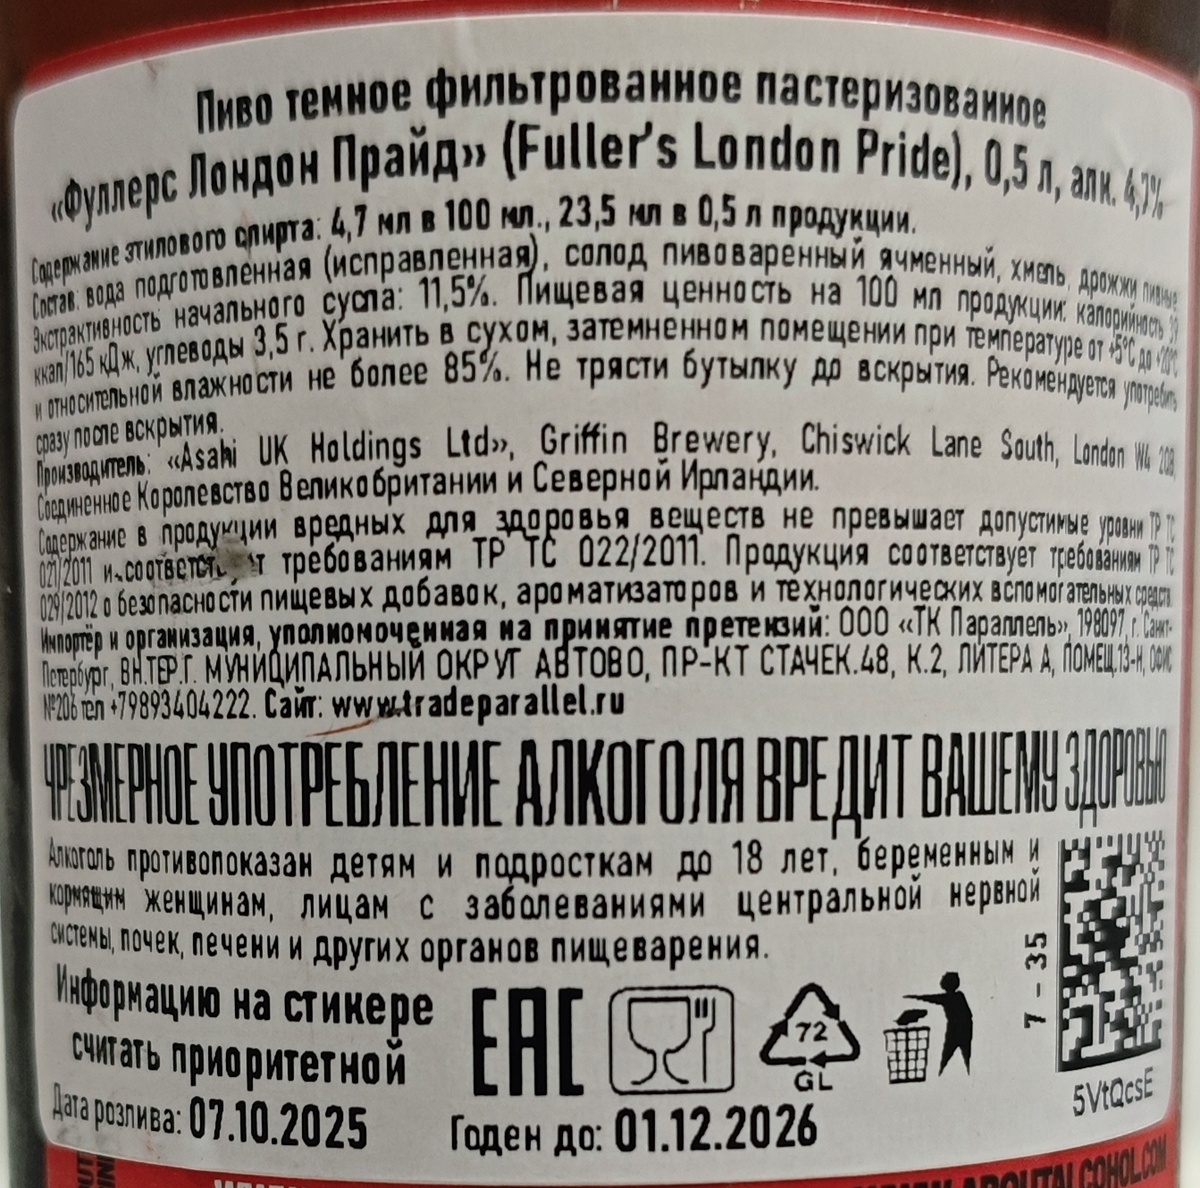 Пиво темное фильтрованное пастеризованное
«Фуллерс Лондон Прайд» (Fuller's London Pride), 0,5 л, алк. 4,7%
Содержание этилового спирта: 4,7 мл в 100 мл., 23,5 мл в 0,5 л продукции.
Состав: вода подготовленная (исправленная), солод пивоваренный ячменный, хмель, дрожжи пивные
Экстрактивность начального сусла: 11,5%. Пищевая ценность на 100 мл продукции: калорийность 39
ккал/165 кДж, углеводы 3,5 г. Хранить в сухом, затемненном помещении при температуре от +5°C до +20°C
и относительной влажности не более 85%. Не трясти бутылку до вскрытия. Рекомендуется употребить
сразу после вскрытия.
Производитель: «Asahi UK Holdings Ltd», Griffin Brewery, Chiswick Lane South, London W4 2QB,
Соединенное Королевство Великобритании и Северной Ирландии.
Содержание в продукции вредных для здоровья веществ не превышает допустимые уровни ТР ТС
021/2011 и соответствует требованиям ТР ТС 022/2011. Продукция соответствует требованиям ТР ТС
029/2012 о безопасности пищевых добавок, ароматизаторов и технологических вспомогательных средств
Импортёр и организация, уполномоченная на принятие претензий: ООО «ТК Параллель», 198097, г. Санкт-
Петербург, ВН.ТЕР.Г. МУНИЦИПАЛЬНЫЙ ОКРУГ АВТОВО, ПР-КТ СТАЧЕК.48, К.2, ЛИТЕРА А, ПОМЕЩ.13-Н, ОФИС
№206 тел +79893404222. Сайт: www.tradeparallel.ru
ЧРЕЗМЕРНОЕ УПОТРЕБЛЕНИЕ АЛКОГОЛЯ ВРЕДИТ ВАШЕМУ ЗДОРОВЬЮ
Алкоголь противопоказан детям и подросткам до 18 лет, беременным и
кормящим женщинам, лицам с заболеваниями центральной нервной
системы, почек, печени и других органов пищеварения.
Информацию на стикере
считать приоритетной
EAC
72
GL
7-35
5VtQcsE
Дата розлива: 07.10.2025
Годен до: 01.12.2026